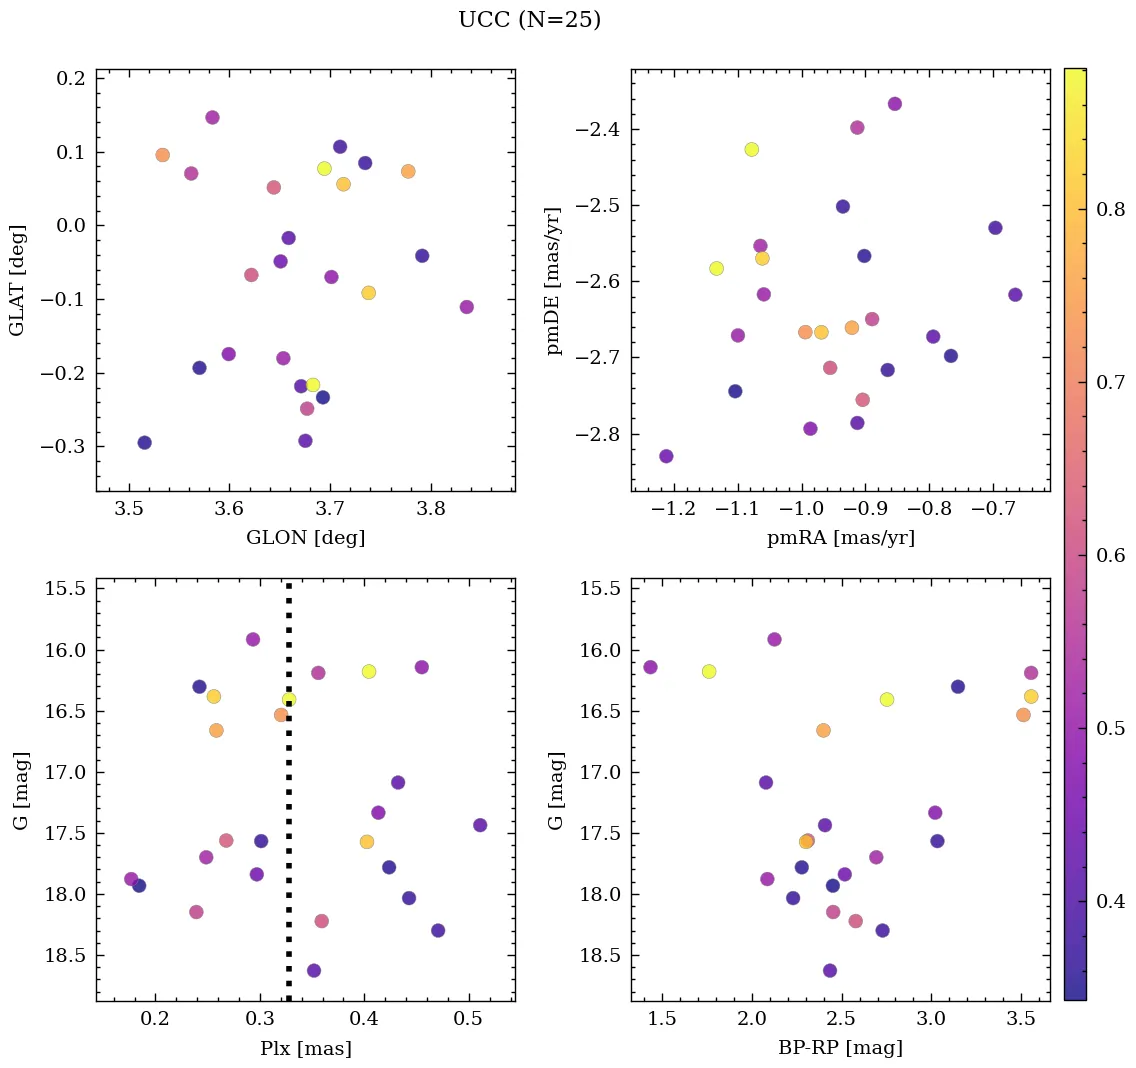 UCC (N=25)
0.2
0.1
0.0
−0.1
−0.2
−0.3
GLAT [deg]
3.5 3.6 3.7 3.8
GLON [deg]
−2.4
−2.5
−2.6
−2.7
−2.8
pmDE [mas/yr]
−1.2 −1.1 −1.0 −0.9 −0.8 −0.7
pmRA [mas/yr]
15.5
16.0
16.5
17.0
17.5
18.0
18.5
G [mag]
0.2 0.3 0.4 0.5
Plx [mas]
15.5
16.0
16.5
17.0
17.5
18.0
18.5
G [mag]
1.5 2.0 2.5 3.0 3.5
BP-RP [mag]
0.8
0.7
0.6
0.5
0.4